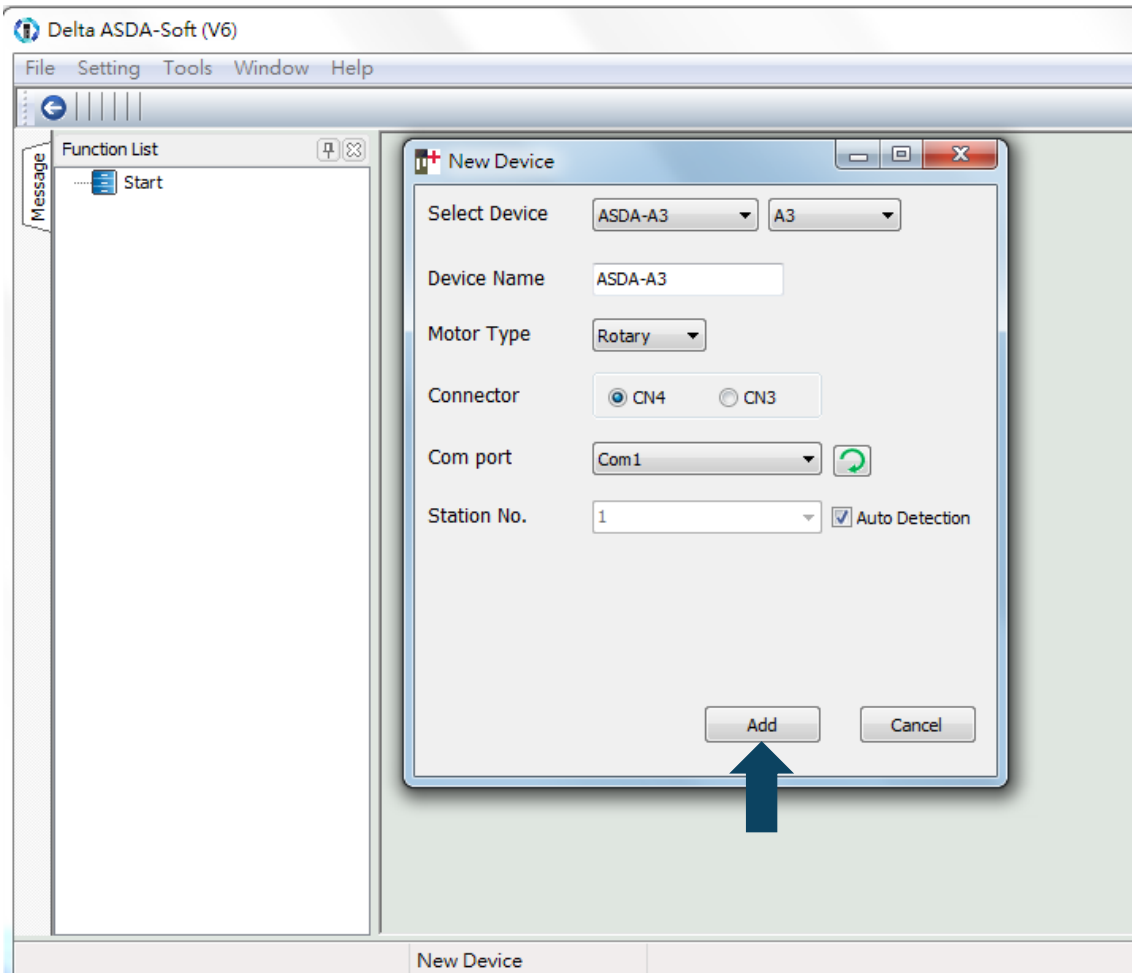 Delta ASDA-Soft (V6)
File Setting Tools Window Help
Message
Function List
Start
New Device
Select Device ASDA-A3 A3
Device Name ASDA-A3
Motor Type Rotary
Connector CN4 CN3
Com port Com1
Station No. 1 Auto Detection
Add Cancel
New Device